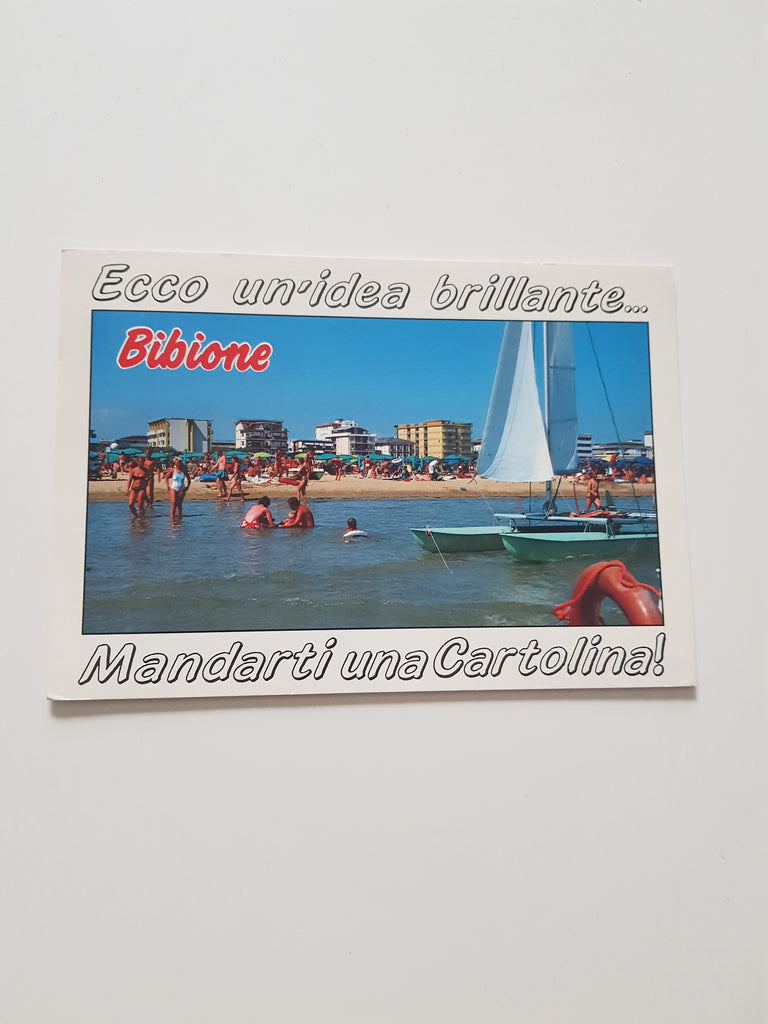 Ecco un'idea brillante...
Bibione
Mandarti una Cartolina!